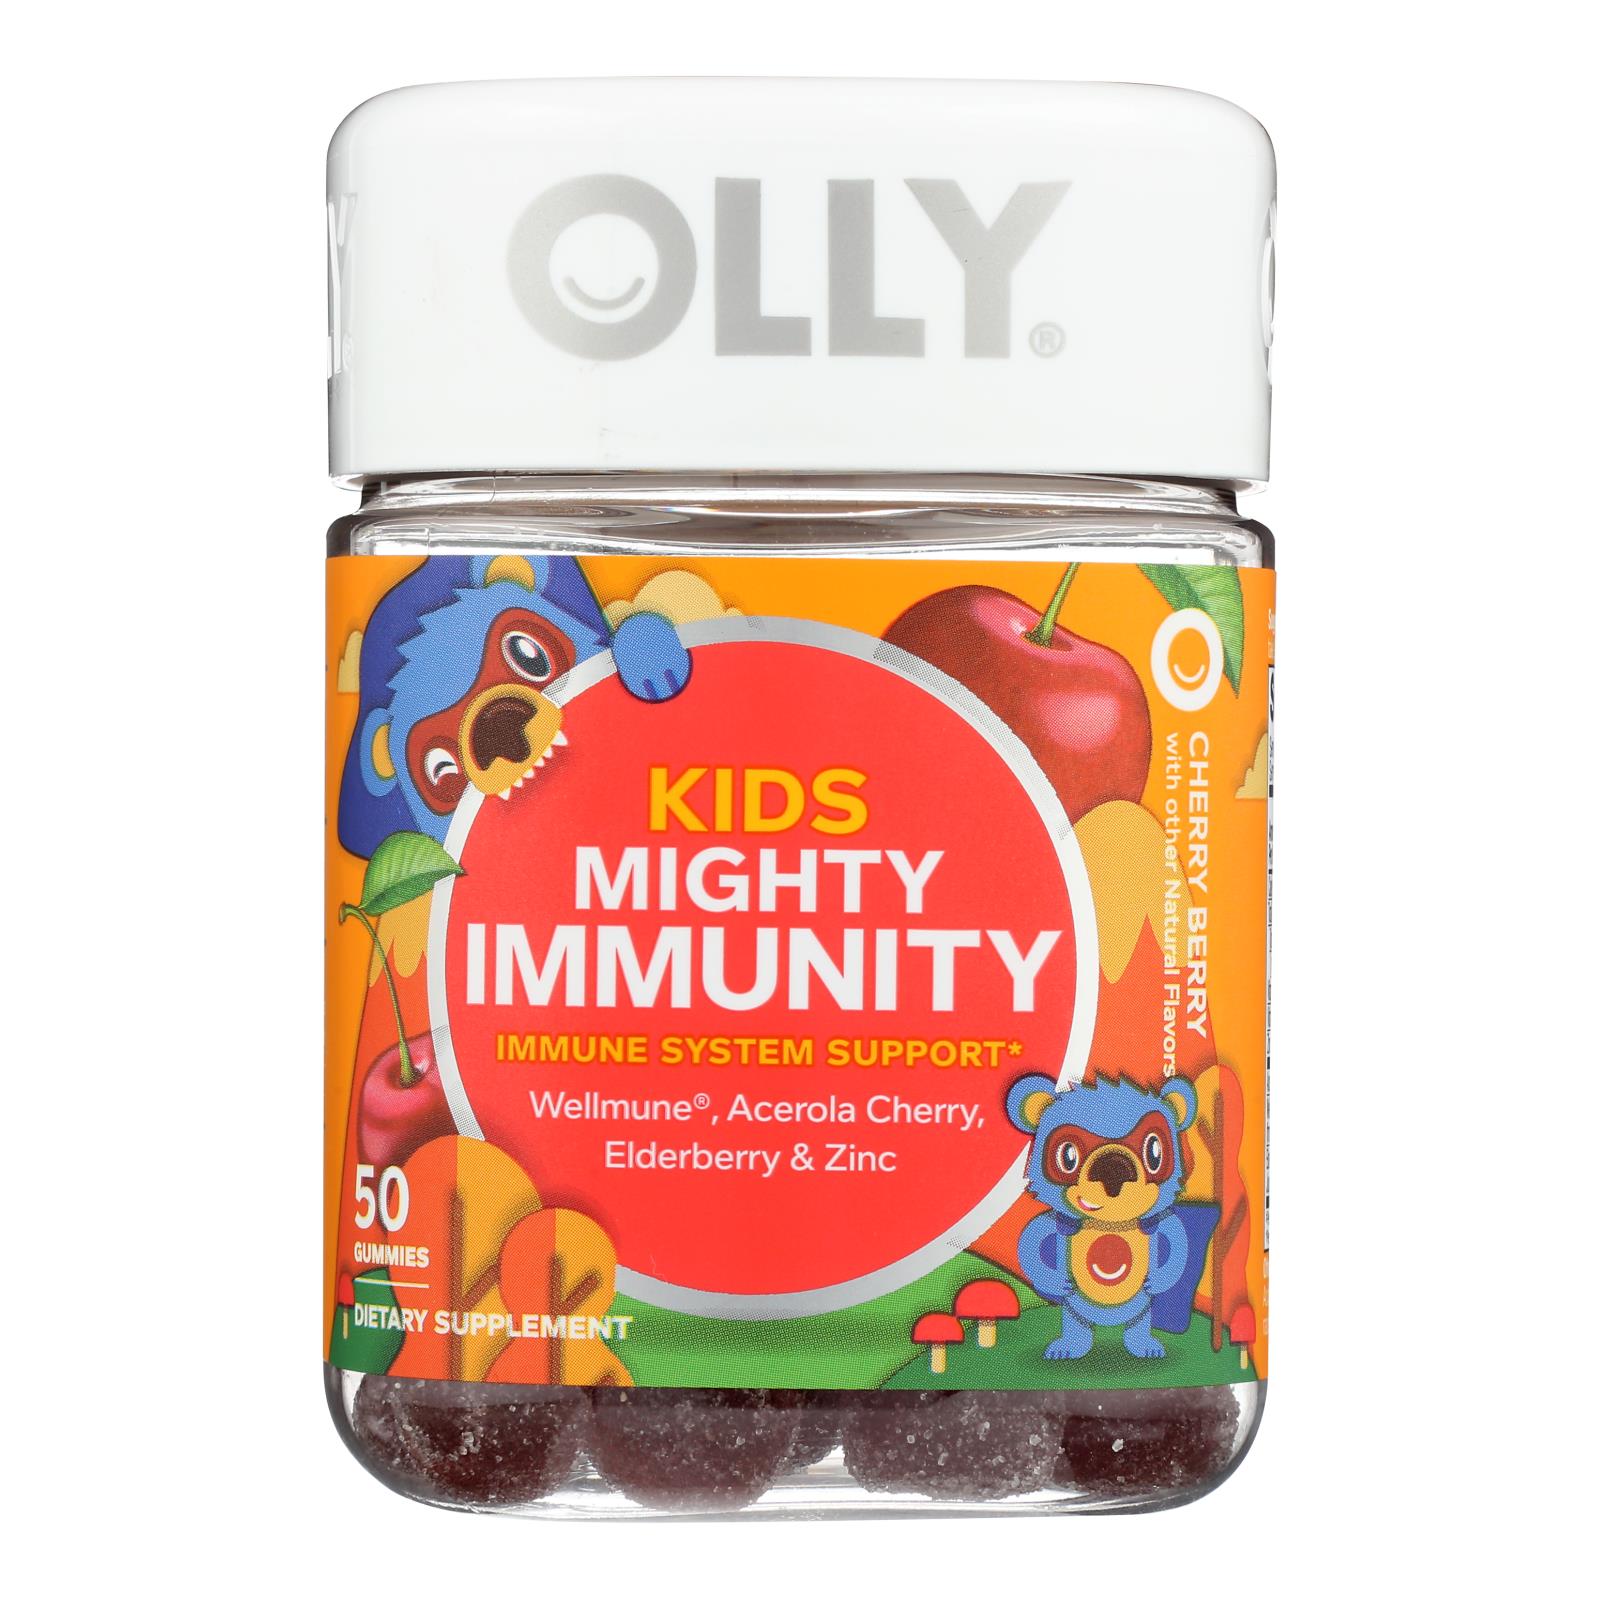 OLLY®
KIDS
MIGHTY
IMMUNITY
IMMUNE SYSTEM SUPPORT*
Wellmune®, Acerola Cherry,
Elderberry & Zinc
CHERRY BERRY
with other Natural Flavors
50
GUMMIES
DIETARY SUPPLEMENT